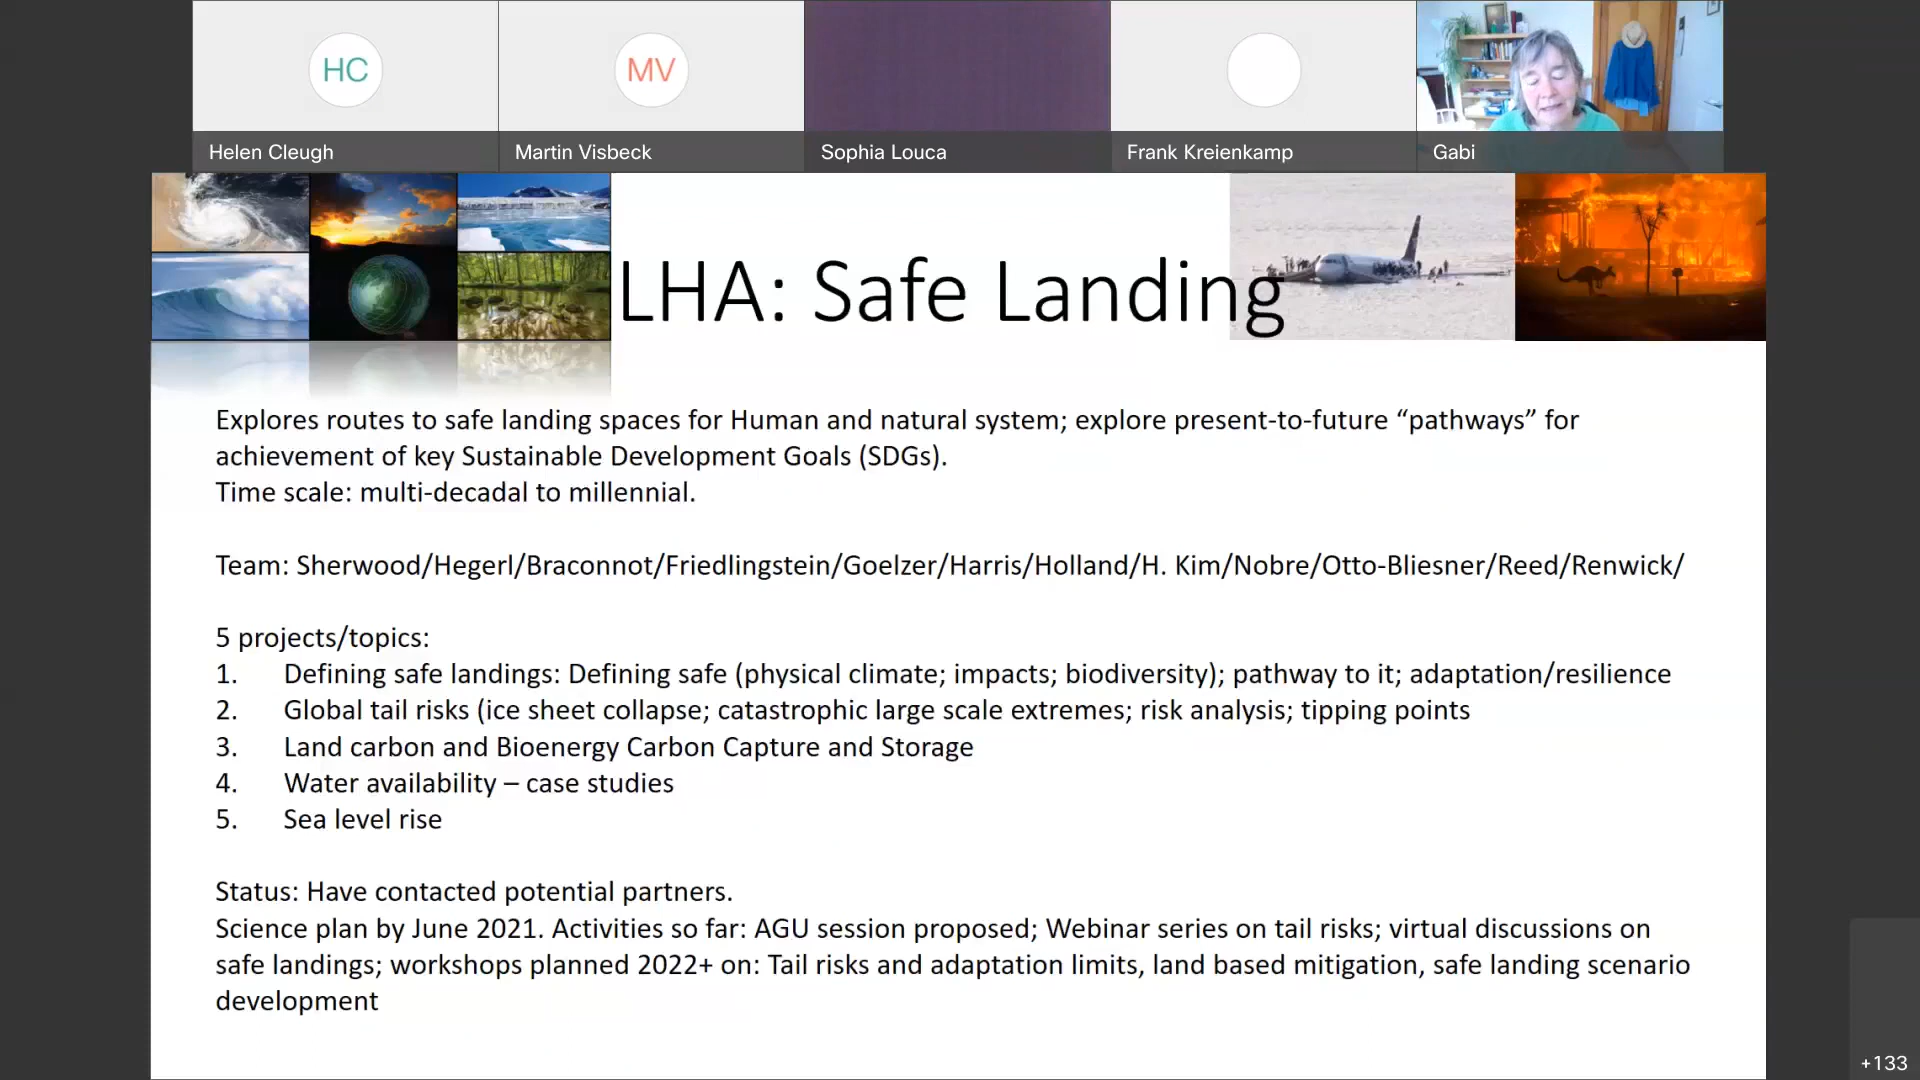 HC
MV
Helen Cleugh
Martin Visbeck
Sophia Louca
Frank Kreienkamp
Gabi
LHA: Safe Landing
Explores routes to safe landing spaces for Human and natural system; explore present-to-future “pathways” for
achievement of key Sustainable Development Goals (SDGs).
Time scale: multi-decadal to millennial.
Team: Sherwood/Hegerl/Braconnot/Friedlingstein/Goelzer/Harris/Holland/H. Kim/Nobre/Otto-Bliesner/Reed/Renwick/
5 projects/topics:
1. Defining safe landings: Defining safe (physical climate; impacts; biodiversity); pathway to it; adaptation/resilience
2. Global tail risks (ice sheet collapse; catastrophic large scale extremes; risk analysis; tipping points
3. Land carbon and Bioenergy Carbon Capture and Storage
4. Water availability – case studies
5. Sea level rise
Status: Have contacted potential partners.
Science plan by June 2021. Activities so far: AGU session proposed; Webinar series on tail risks; virtual discussions on
safe landings; workshops planned 2022+ on: Tail risks and adaptation limits, land based mitigation, safe landing scenario
development
+133